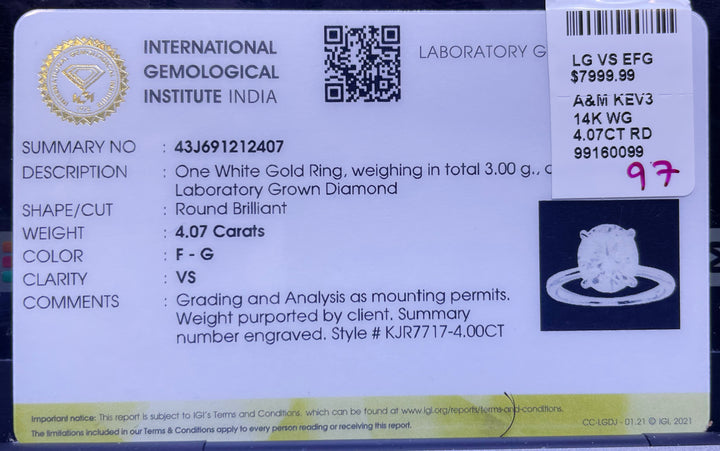 INTERNATIONAL
GEMOLOGICAL
INSTITUTE INDIA
IGI
LABORATORY G
LG VS EFG
$7999.99
A&M KEV3
14K WG
4.07CT RD
99160099
97
SUMMARY NO : 43J691212407
DESCRIPTION : One White Gold Ring, weighing in total 3.00 g.,
Laboratory Grown Diamond
SHAPE/CUT : Round Brilliant
WEIGHT : 4.07 Carats
COLOR : F - G
CLARITY : VS
COMMENTS : Grading and Analysis as mounting permits.
Weight purported by client. Summary
number engraved. Style # KJR7717-4.00CT
Important notice: This report is subject to IGI's Terms and Conditions, which can be found at www.igi.org/reports/terms-and-conditions.
The limitations included in our Terms & Conditions apply to every person reading or receiving this report.
CC-LGDJ - 01.21 © IGI, 2021